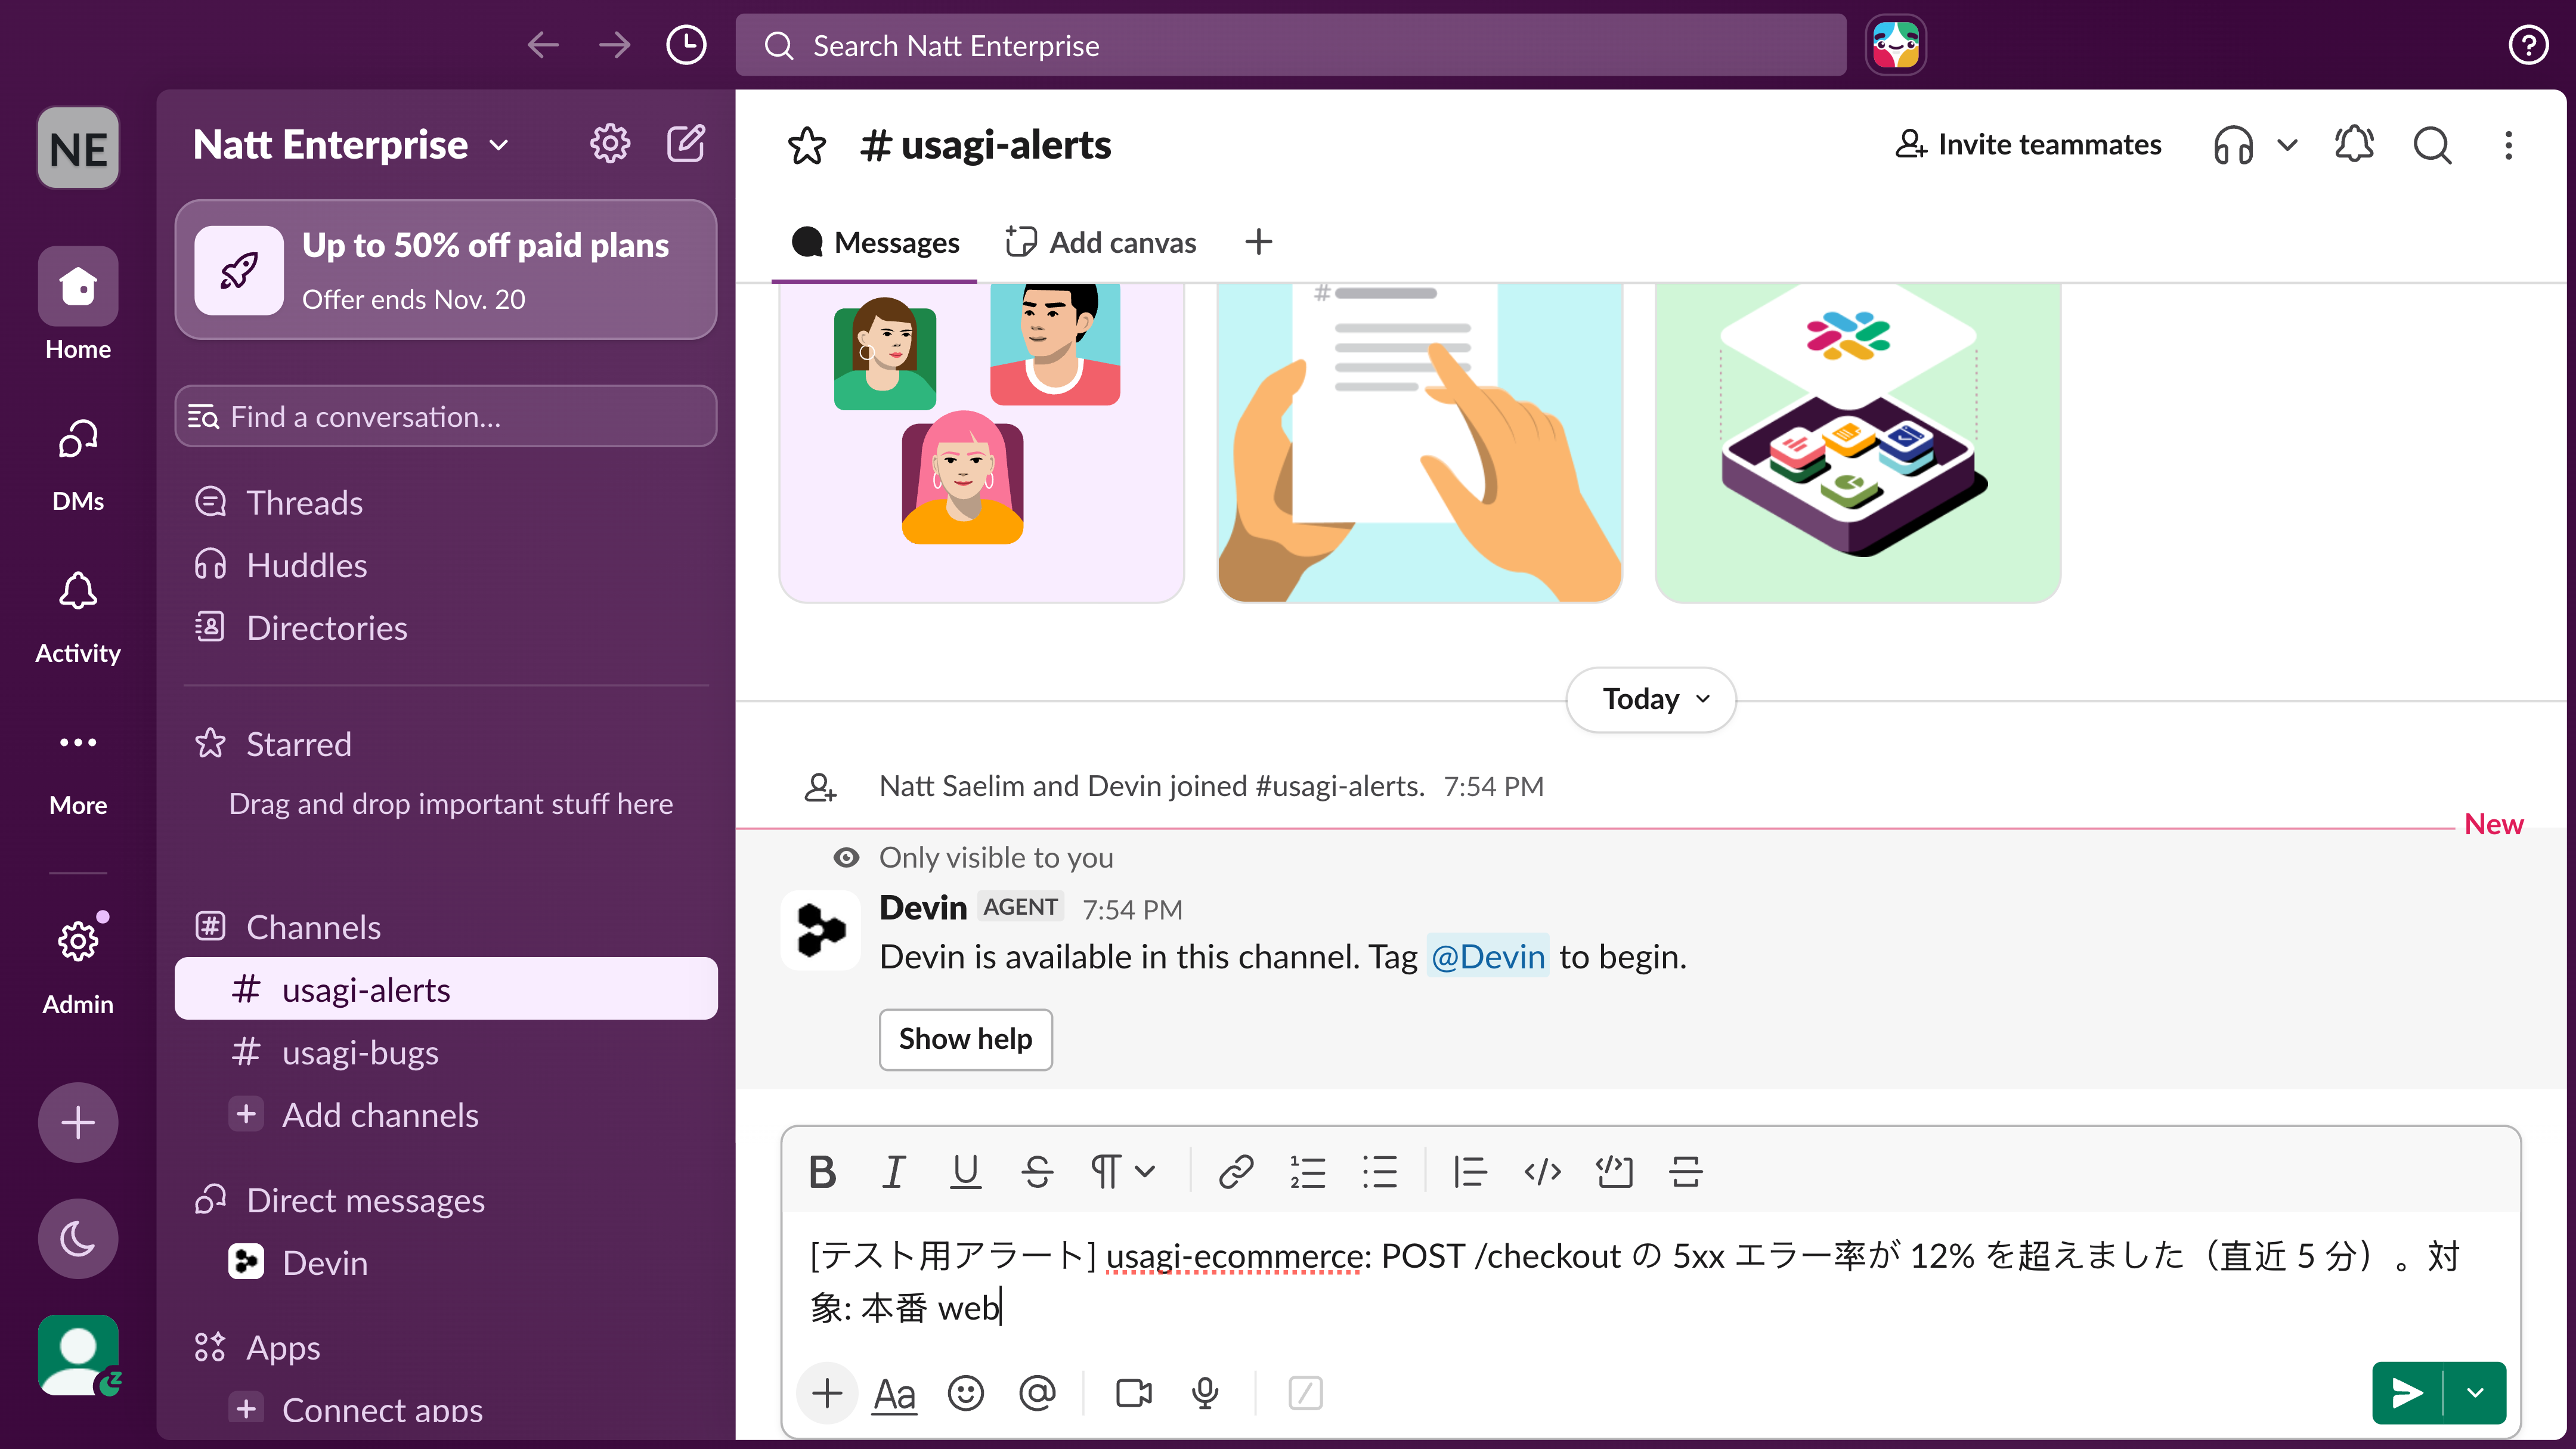 Search Natt Enterprise
NE
Home
DMs
Activity
More
Admin
Natt Enterprise
Up to 50% off paid plans
Offer ends Nov. 20
Find a conversation...
Threads
Huddles
Directories
Starred
Drag and drop important stuff here
Channels
# usagi-alerts
# usagi-bugs
+ Add channels
Direct messages
Devin
Apps
+ Connect apps
# usagi-alerts
Invite teammates
Messages
Add canvas
+
#
Today
Natt Saelim and Devin joined #usagi-alerts. 7:54 PM
New
Only visible to you
Devin AGENT 7:54 PM
Devin is available in this channel. Tag @Devin to begin.
Show help
[テスト用アラート] usagi-ecommerce: POST /checkout の 5xx エラー率が 12% を超えました（直近 5 分）。対
象: 本番 web
Aa